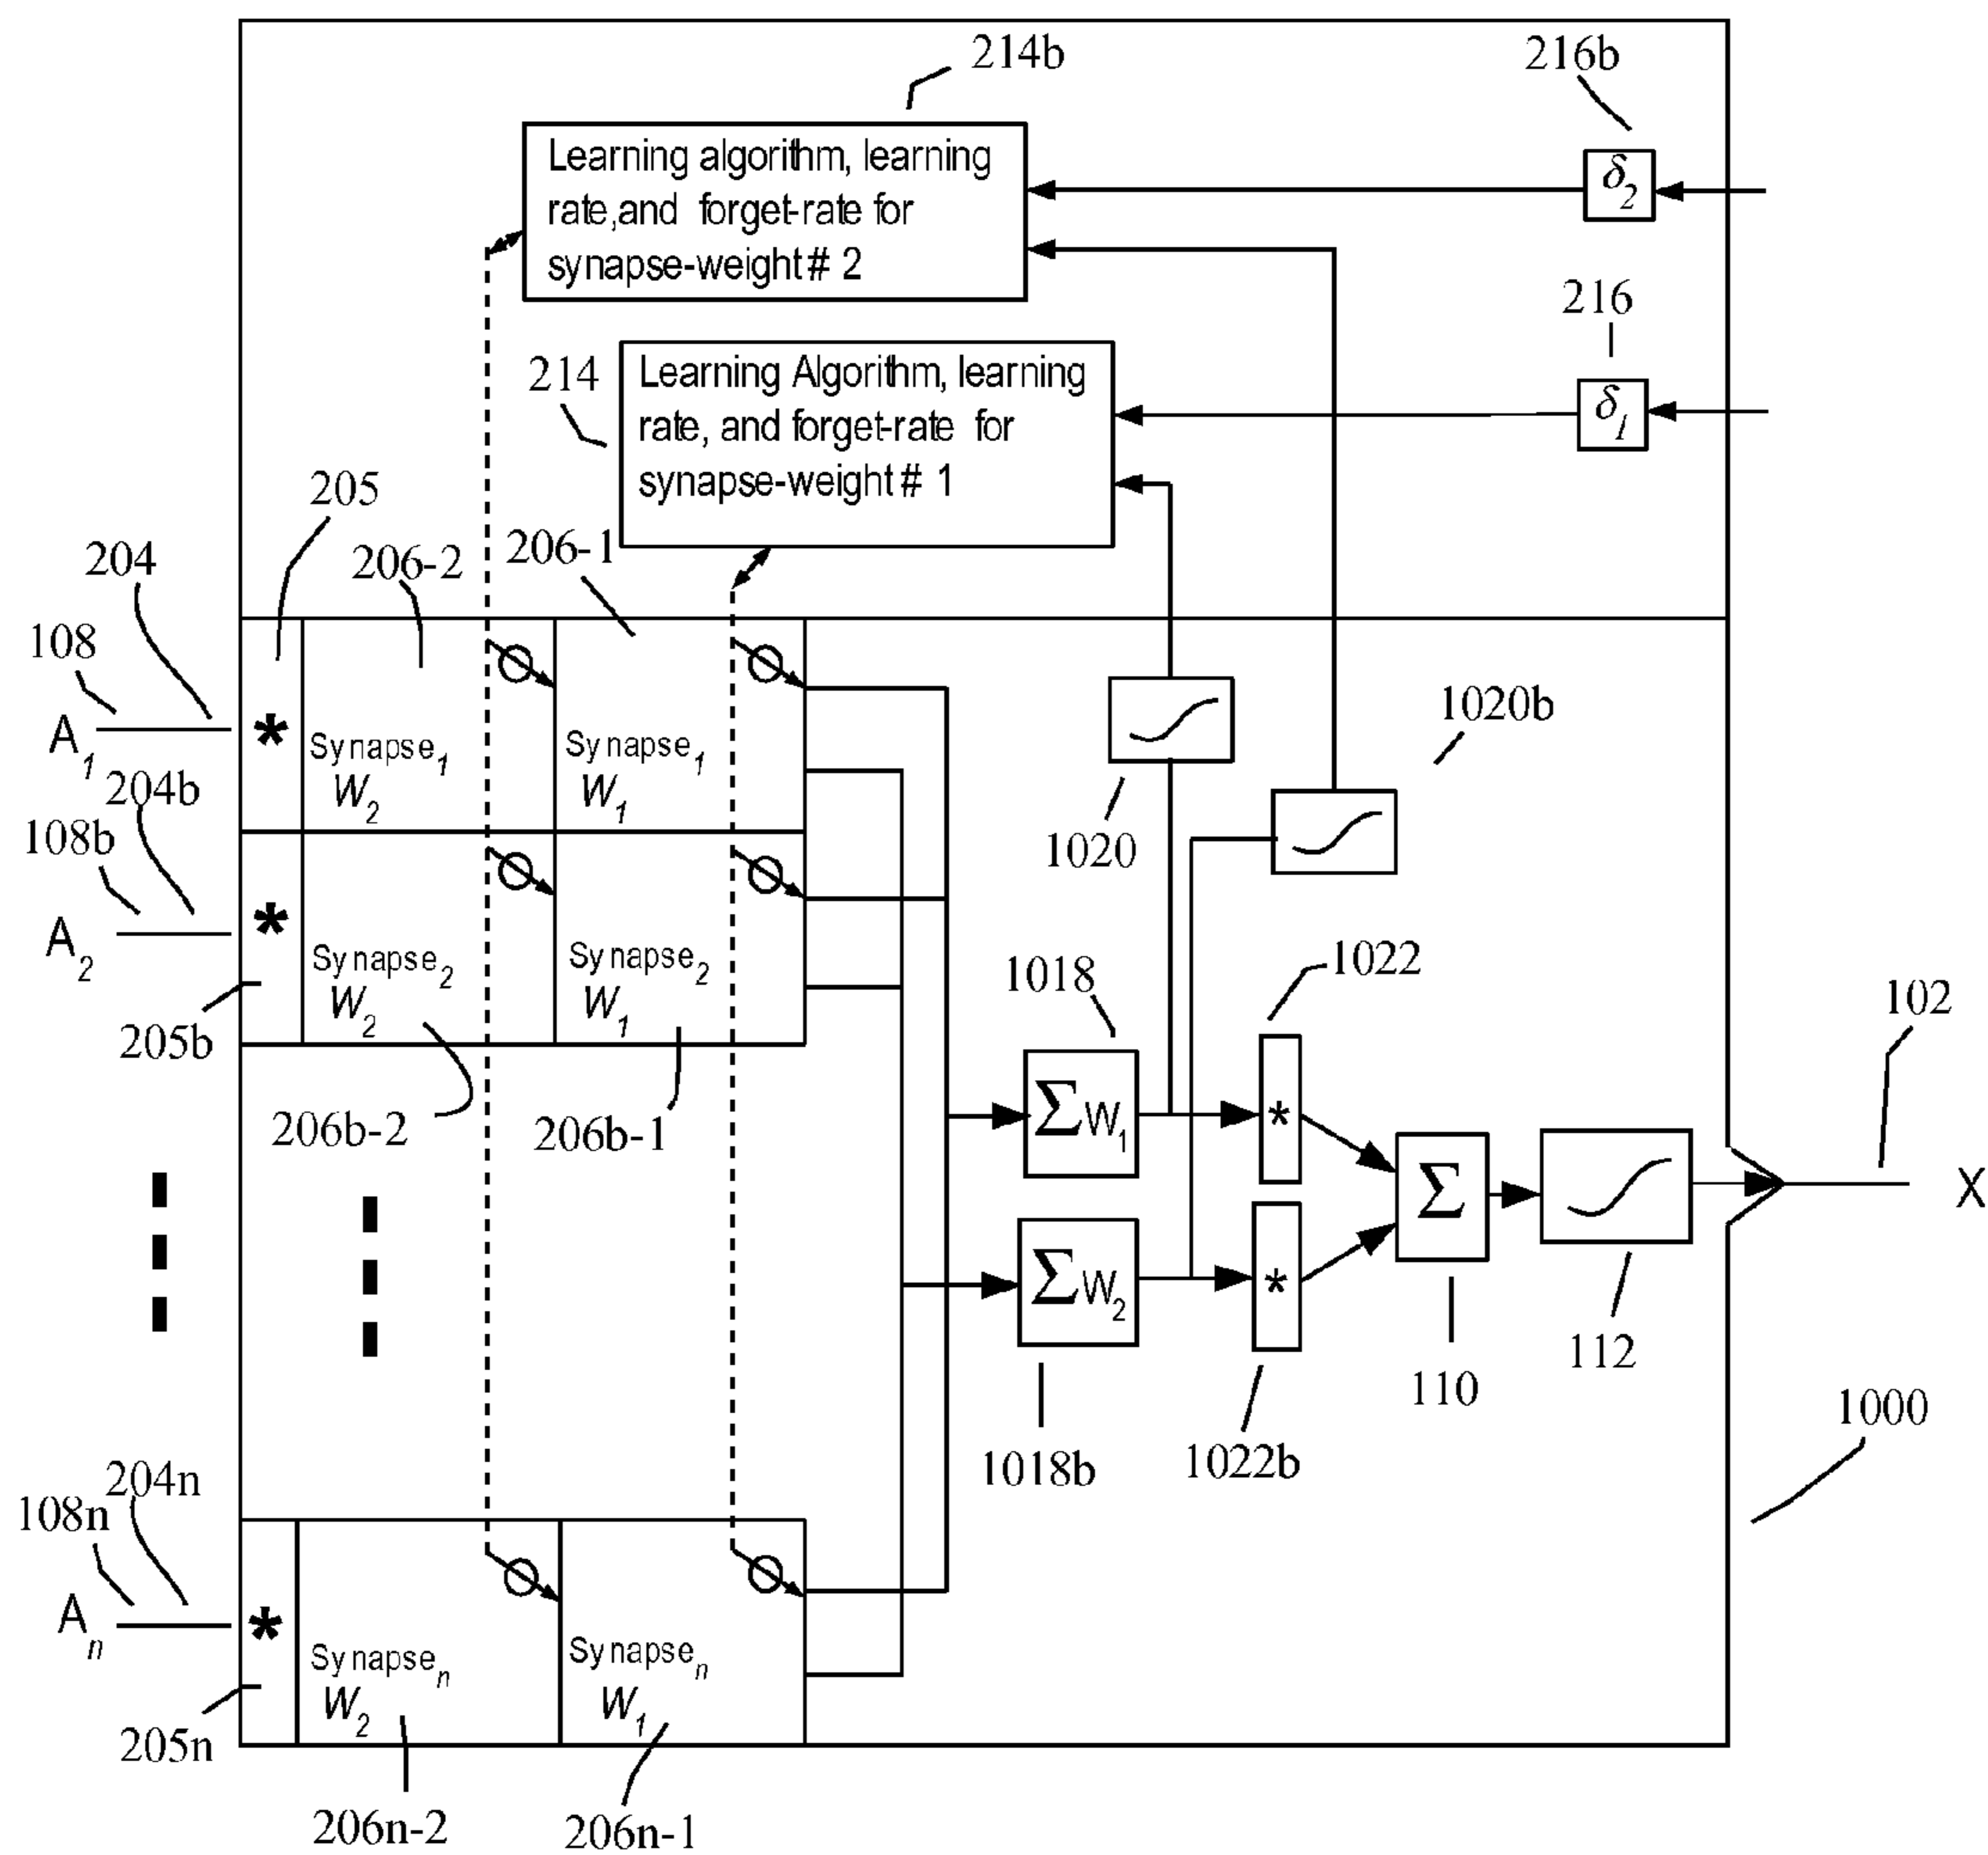 214b
216b
Learning algorithm, learning
rate,and forget-rate for
synapse-weight # 2
δ2
216
214
Learning Algorithm, learning
rate, and forget-rate for
synapse-weight # 1
δ1
205
204
206-2
206-1
108
A1
*
Synapse1
W2
Synapse1
W1
1020b
204b
108b
1020
A2
*
Synapse2
W2
Synapse2
W1
205b
1018
1022
102
206b-2
206b-1
ΣW1
*
Σ
X
ΣW2
*
112
110
1000
1018b
1022b
204n
108n
An
*
Synapsen
W2
Synapsen
W1
205n
206n-2
206n-1